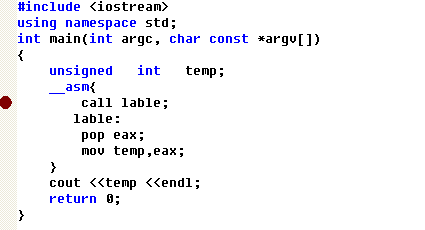 #include <iostream>
using namespace std;
int main(int argc, char const *argv[])
{
    unsigned   int   temp;
    __asm{
        call lable;
       lable:
        pop eax;
        mov temp,eax;
    }
    cout <<temp <<endl;
    return 0;
}